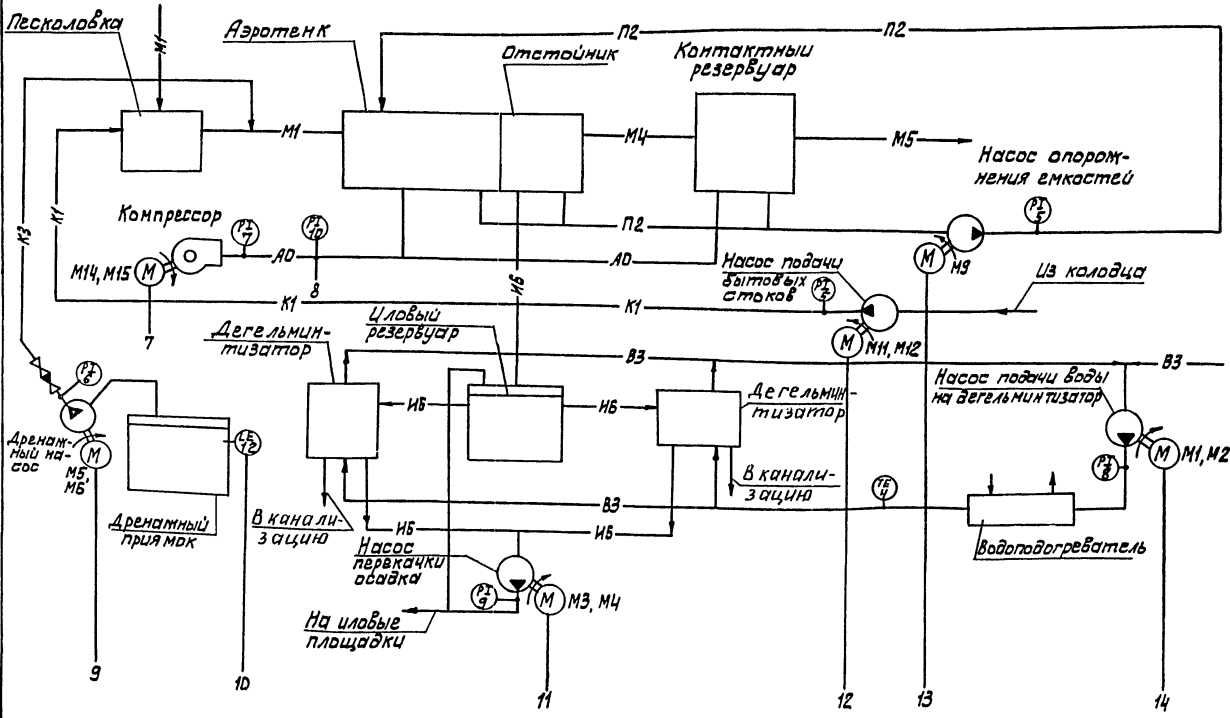 Песколовка
М1
Аэротенк
П2
П2
Отстойник
Контактный
резервуар
М1
М4
М5
К3
К1
Насос опорож-
нения емкостей
Компрессор
PI
7
PI
10
П2
PI
5
М14, М15
М
АО
АО
М
М9
8
Насос подачи
бытовых
стоков
PI
Из колодца
7
К1
К1
ИБ
М
М11, М12
Дегельмин-
тизатор
Иловый
резервуар
В3
В3
PI
6
ИБ
ИБ
Дегельмин-
тизатор
Насос подачи воды
на дегельминтизатор
Дренаж-
ный на-
сос
М
М5,
М6
LE
12
М
М1, М2
PI
8
В канали-
зацию
ТЕ
4
Дренажный
приямок
В канали-
зацию
В3
ИБ
ИБ
Водоподогреватель
Насос
перекачки
осадка
PI
9
М
М3, М4
На иловые
площадки
9
10
11
12
13
14